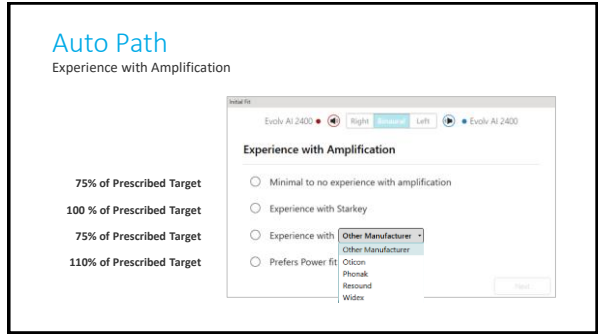 Auto Path
Experience with Amplification
Initial Fit
Evolv AI 2400 Right Binaural Left Evolv AI 2400
Experience with Amplification
75% of Prescribed Target Minimal to no experience with amplification
100 % of Prescribed Target Experience with Starkey
75% of Prescribed Target Experience with Other Manufacturer
Other Manufacturer
110% of Prescribed Target Prefers Power fit Oticon
Phonak
Resound
Widex
Next